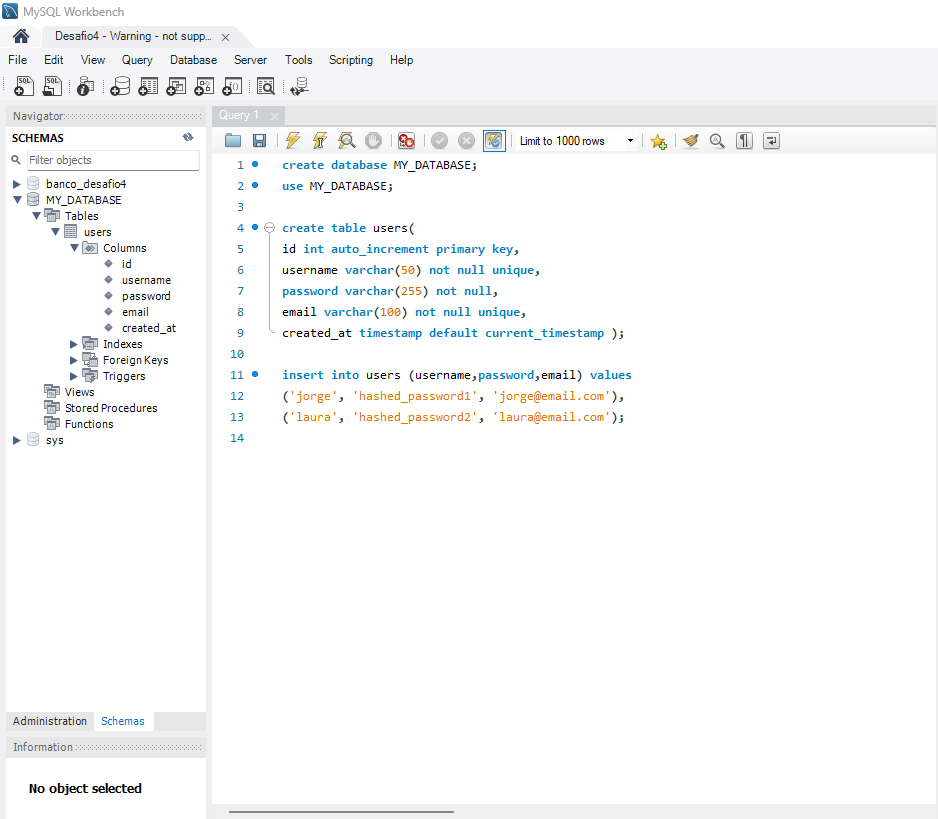 MySQL Workbench
Desafio4 - Warning - not supp...
File Edit View Query Database Server Tools Scripting Help
SQL SQL
Navigator
SCHEMAS
Filter objects
banco_desafio4
MY_DATABASE
Tables
users
Columns
id
username
password
email
created_at
Indexes
Foreign Keys
Triggers
Views
Stored Procedures
Functions
sys
Administration Schemas
Information
No object selected
Query 1
Limit to 1000 rows
1 create database MY_DATABASE;
2 use MY_DATABASE;
3
4 create table users(
5 id int auto_increment primary key,
6 username varchar(50) not null unique,
7 password varchar(255) not null,
8 email varchar(100) not null unique,
9 created_at timestamp default current_timestamp );
10
11 insert into users (username,password,email) values
12 ('jorge', 'hashed_password1', 'jorge@email.com'),
13 ('laura', 'hashed_password2', 'laura@email.com');
14